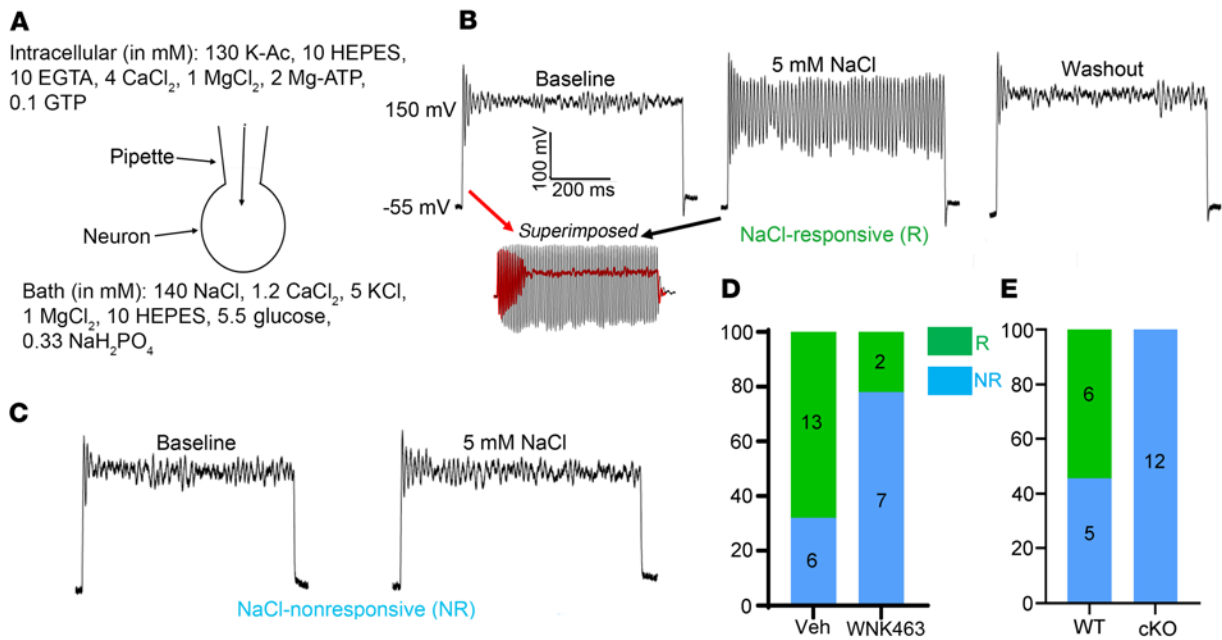 A
Intracellular (in mM): 130 K-Ac, 10 HEPES,
10 EGTA, 4 CaCl₂, 1 MgCl₂, 2 Mg-ATP,
0.1 GTP
Pipette
Neuron
Bath (in mM): 140 NaCl, 1.2 CaCl₂, 5 KCl,
1 MgCl₂, 10 HEPES, 5.5 glucose,
0.33 NaH₂PO₄
B
Baseline
5 mM NaCl
Washout
150 mV
100 mV
200 ms
-55 mV
Superimposed
NaCl-responsive (R)
C
Baseline
5 mM NaCl
NaCl-nonresponsive (NR)
D
100
80
60
40
20
0
13
6
2
7
Veh
WNK463
R
NR
E
100
80
60
40
20
0
6
5
12
WT
cKO